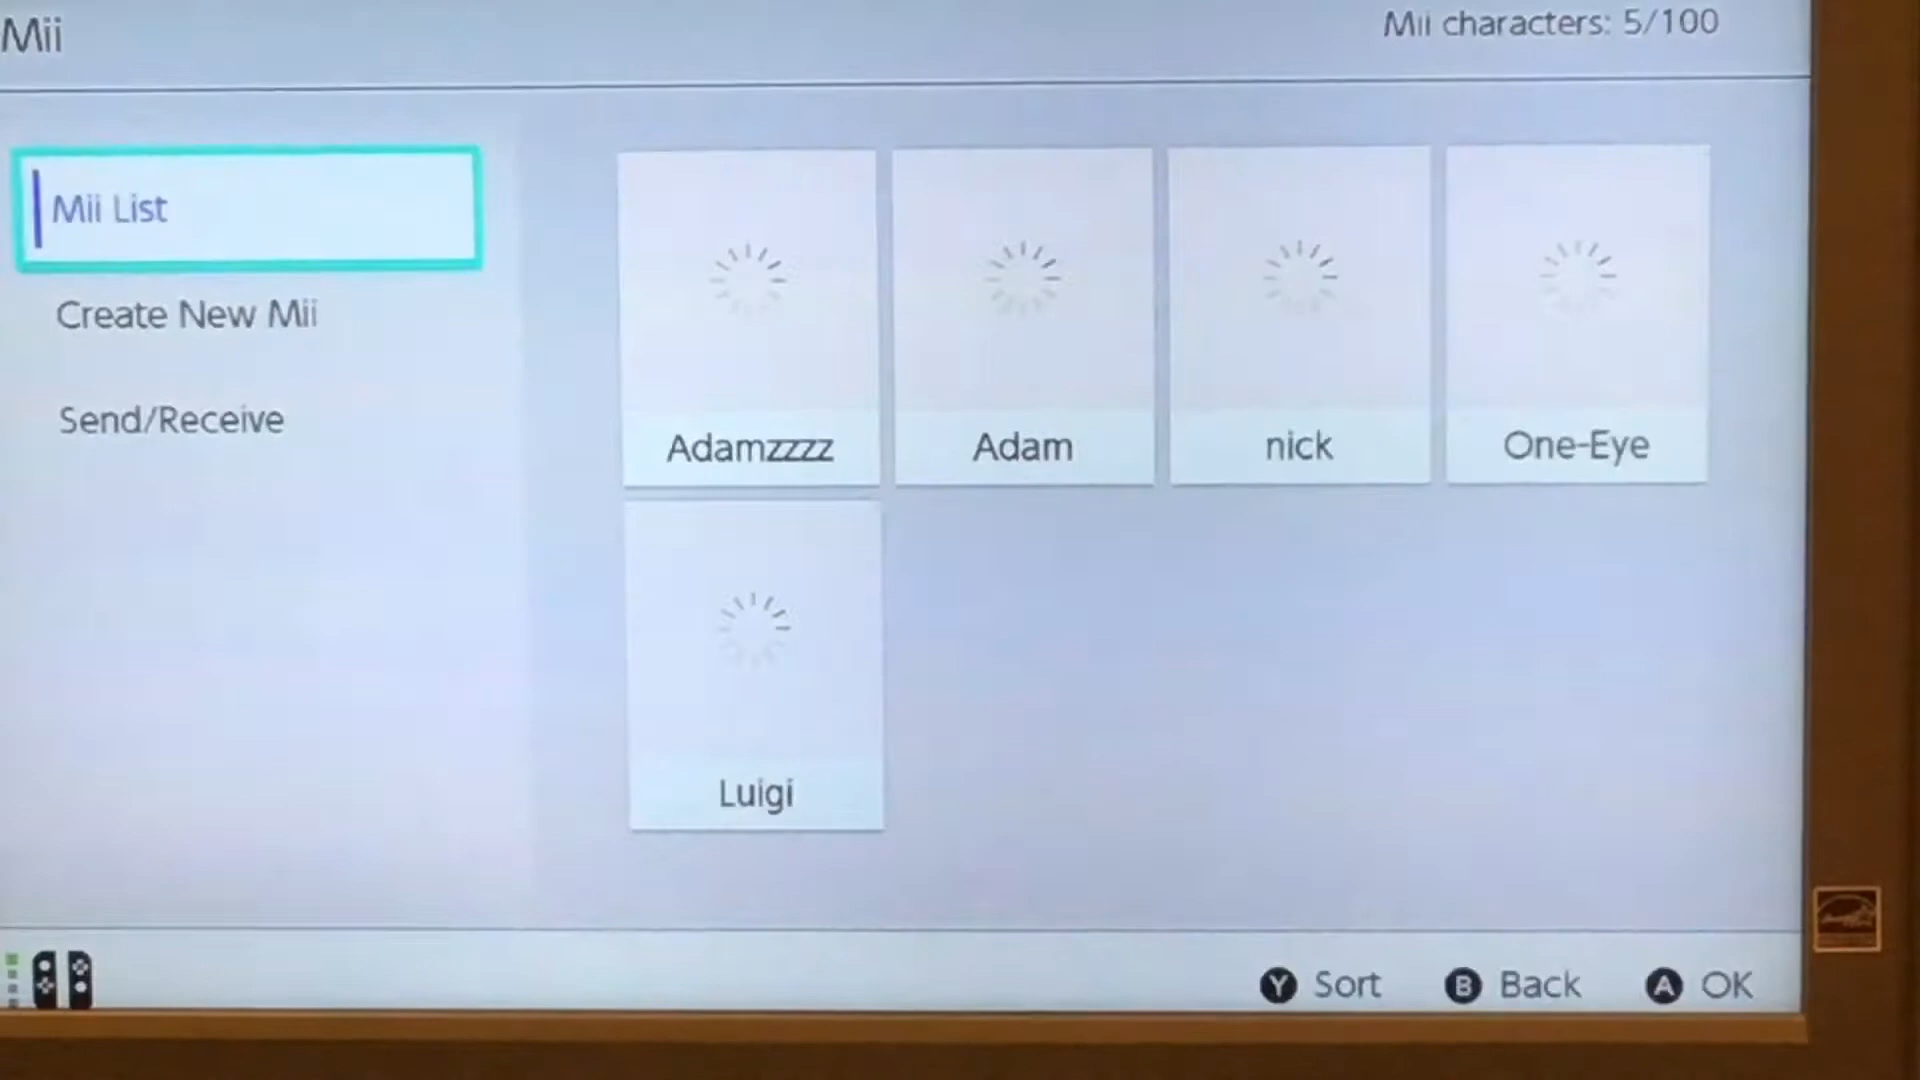 Mii
Mii characters: 5/100
Mii List
Create New Mii
Send/Receive
Adamzzzz
Adam
nick
One-Eye
Luigi
Y Sort
B Back
A OK